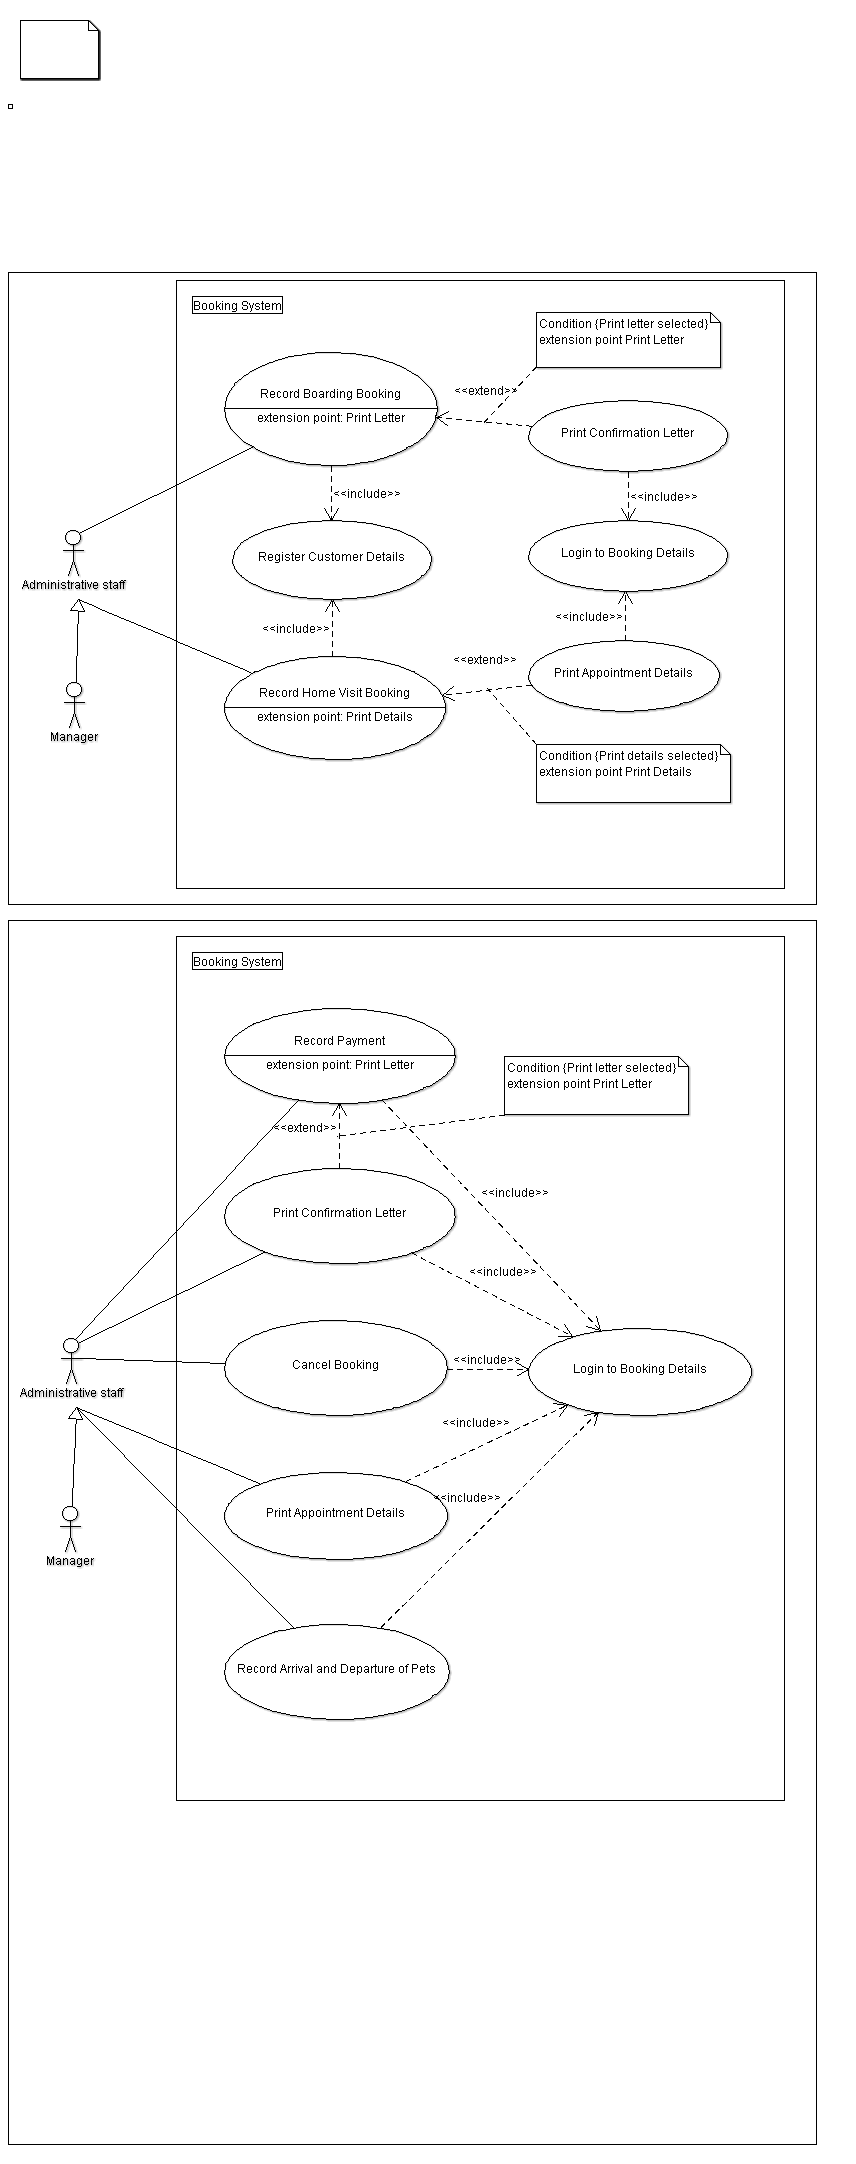 Booking System
Condition {Print letter selected}
extension point Print Letter
Record Boarding Booking
extension point: Print Letter
<<extend>>
Print Confirmation Letter
<<include>>
<<include>>
Register Customer Details
Login to Booking Details
Administrative staff
<<include>>
<<include>>
<<extend>>
Print Appointment Details
Record Home Visit Booking
extension point: Print Details
Manager
Condition {Print details selected}
extension point Print Details
Booking System
Record Payment
extension point: Print Letter
Condition {Print letter selected}
extension point Print Letter
<<extend>>
<<include>>
Print Confirmation Letter
<<include>>
Cancel Booking
<<include>>
Login to Booking Details
Administrative staff
<<include>>
<<include>>
Print Appointment Details
Manager
Record Arrival and Departure of Pets